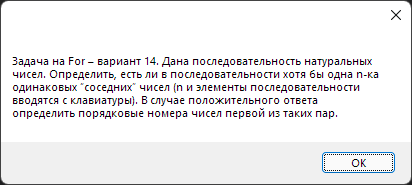 Задача на For – вариант 14. Дана последовательность натуральных
чисел. Определить, есть ли в последовательности хотя бы одна n-ка
одинаковых "соседних" чисел (n и элементы последовательности
вводятся с клавиатуры). В случае положительного ответа
определить порядковые номера чисел первой из таких пар.
ОК